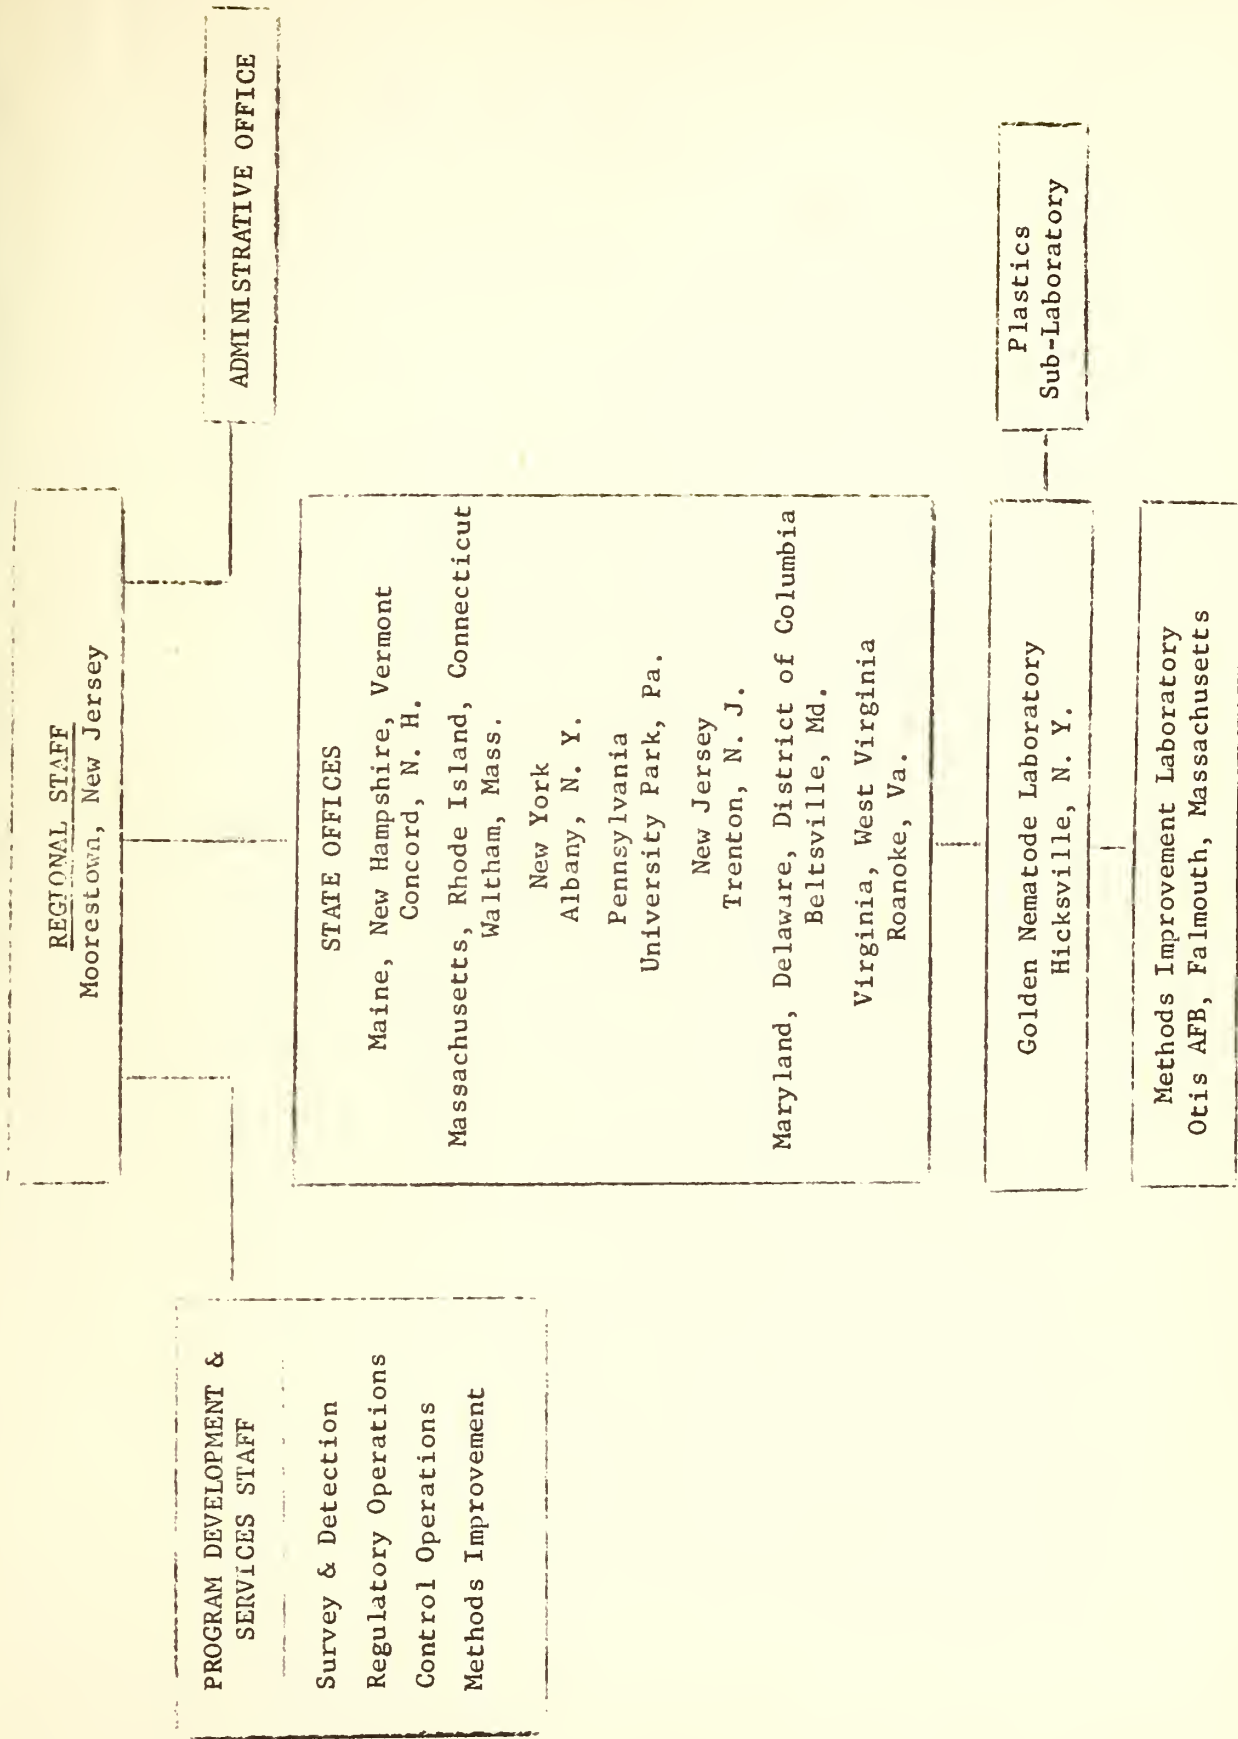 REGIONAL STAFF
Moorestown, New Jersey
PROGRAM DEVELOPMENT &
SERVICES STAFF
Survey & Detection
Regulatory Operations
Control Operations
Methods Improvement
ADMINISTRATIVE OFFICE
STATE OFFICES
Maine, New Hampshire, Vermont
Concord, N. H.
Massachusetts, Rhode Island, Connecticut
Waltham, Mass.
New York
Albany, N. Y.
Pennsylvania
University Park, Pa.
New Jersey
Trenton, N. J.
Maryland, Delaware, District of Columbia
Beltsville, Md.
Virginia, West Virginia
Roanoke, Va.
Golden Nematode Laboratory
Hicksville, N. Y.
Plastics
Sub-Laboratory
Methods Improvement Laboratory
Otis AFB, Falmouth, Massachusetts